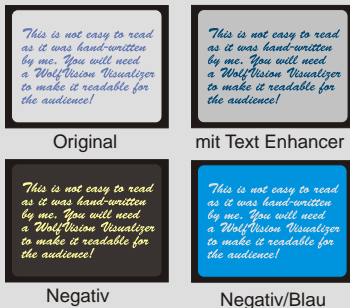 This is not easy to read
as it was hand-written
by me. You will need
a WolfVision Visualizer
to make it readable for
the audience!
Original
This is not easy to read
as it was hand-written
by me. You will need
a WolfVision Visualizer
to make it readable for
the audience!
mit Text Enhancer
This is not easy to read
as it was hand-written
by me. You will need
a WolfVision Visualizer
to make it readable for
the audience!
Negativ
This is not easy to read
as it was hand-written
by me. You will need
a WolfVision Visualizer
to make it readable for
the audience!
Negativ/Blau